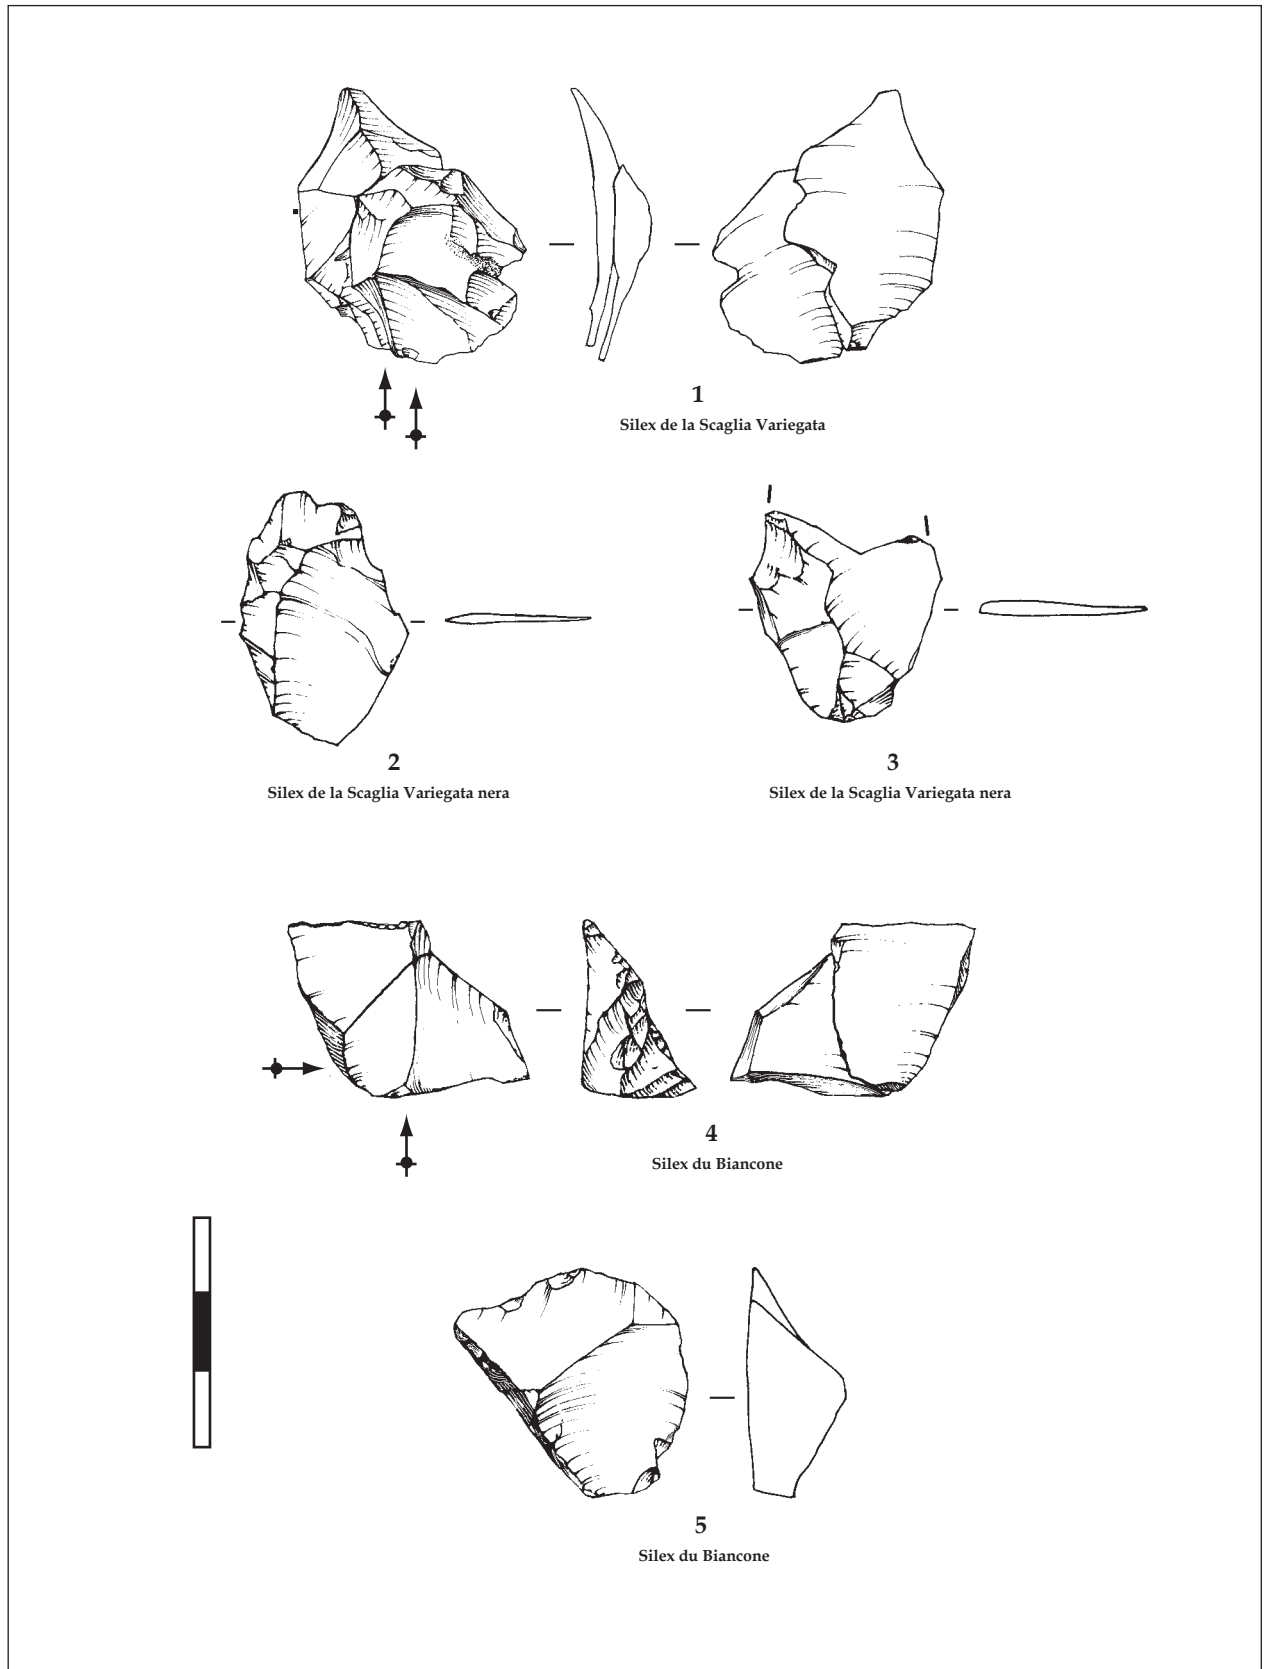 1
Silex de la Scaglia Variegata
2
Silex de la Scaglia Variegata nera
3
Silex de la Scaglia Variegata nera
4
Silex du Biancone
5
Silex du Biancone